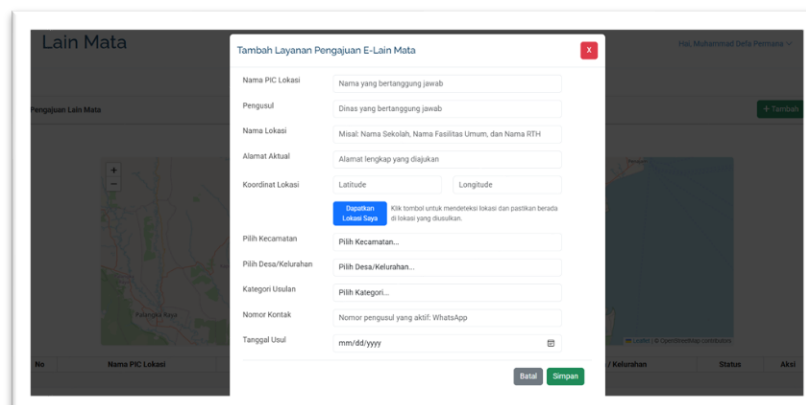 Lain Mata
Hai, Muhammad Defa Permana
Tambah Layanan Pengajuan E-Lain Mata
X
Pengajuan Lain Mata
+ Tambah
Nama PIC Lokasi
Nama yang bertanggung jawab
Pengusul
Dinas yang bertanggung jawab
Nama Lokasi
Misal: Nama Sekolah, Nama Fasilitas Umum, dan Nama RTH
Alamat Aktual
Alamat lengkap yang diajukan
Koordinat Lokasi
Latitude
Longitude
+
−
Dapatkan
Lokasi Saya
Klik tombol untuk mendeteksi lokasi dan pastikan berada
di lokasi yang diusulkan.
Pilih Kecamatan
Pilih Kecamatan...
Pilih Desa/Kelurahan
Pilih Desa/Kelurahan...
Kategori Usulan
Pilih Kategori...
Nomor Kontak
Nomor pengusul yang aktif: WhatsApp
Palangka Raya
Tanggal Usul
mm/dd/yyyy
Leaflet | © OpenStreetMap contributors
No
Nama PIC Lokasi
/ Kelurahan
Status
Aksi
Batal
Simpan